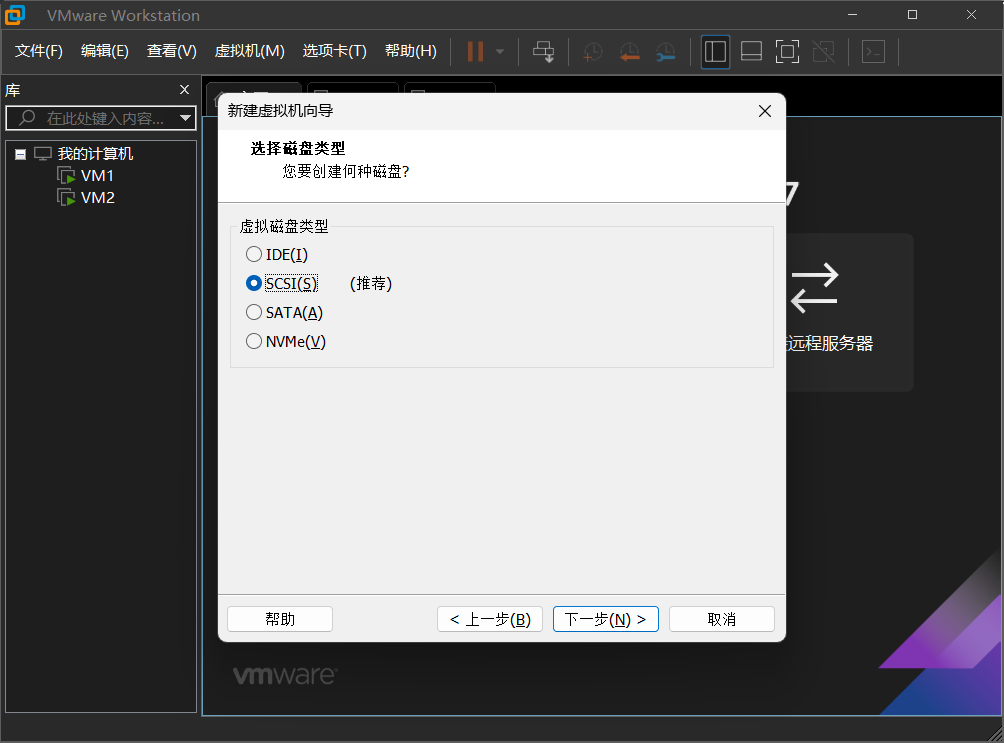 VMware Workstation
文件(F) 编辑(E) 查看(V) 虚拟机(M) 选项卡(T) 帮助(H)
库
在此处键入内容...
我的计算机
VM1
VM2
新建虚拟机向导
选择磁盘类型
您要创建何种磁盘?
虚拟磁盘类型
IDE(I)
SCSI(S) (推荐)
SATA(A)
NVMe(V)
7
远程服务器
帮助 < 上一步(B) 下一步(N) > 取消
vmware